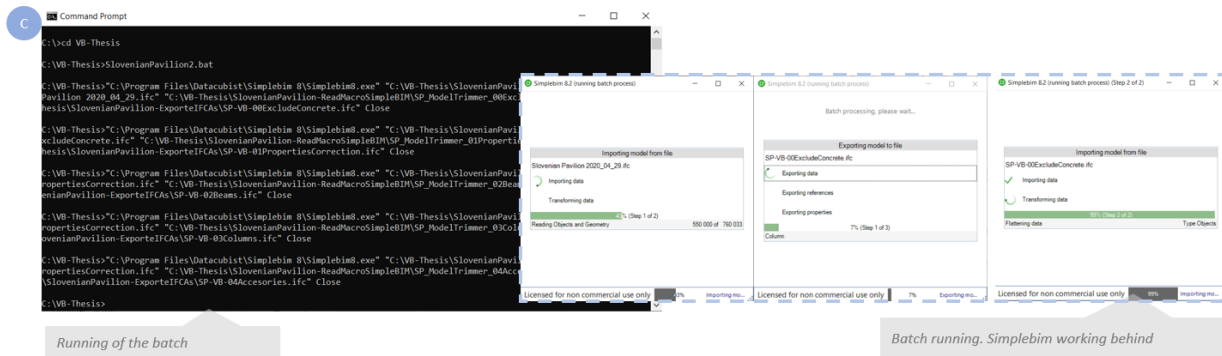 C
Command Prompt
C:\>cd VB-Thesis
C:\VB-Thesis>SlovenianPavilion2.bat
C:\VB-Thesis>"C:\Program Files\Datacubist\Simplebim 8\Simplebim8.exe" "C:\VB-Thesis\SlovenianPavi
Pavilion 2020_04_29.ifc" "C:\VB-Thesis\SlovenianPavilion-ReadMacroSimpleBIM\SP_ModelTrimmer_00Exc
hesis\SlovenianPavilion-ExporteIFCAs\SP-VB-00ExcludeConcrete.ifc" Close
C:\VB-Thesis>"C:\Program Files\Datacubist\Simplebim 8\Simplebim8.exe" "C:\VB-Thesis\SlovenianPavi
xcludeConcrete.ifc" "C:\VB-Thesis\SlovenianPavilion-ReadMacroSimpleBIM\SP_ModelTrimmer_01Properti
hesis\SlovenianPavilion-ExporteIFCAs\SP-VB-01PropertiesCorrection.ifc" Close
C:\VB-Thesis>"C:\Program Files\Datacubist\Simplebim 8\Simplebim8.exe" "C:\VB-Thesis\SlovenianPavi
ropertiesCorrection.ifc" "C:\VB-Thesis\SlovenianPavilion-ReadMacroSimpleBIM\SP_ModelTrimmer_02Bea
enianPavilion-ExporteIFCAs\SP-VB-02Beams.ifc" Close
C:\VB-Thesis>"C:\Program Files\Datacubist\Simplebim 8\Simplebim8.exe" "C:\VB-Thesis\SlovenianPavi
ropertiesCorrection.ifc" "C:\VB-Thesis\SlovenianPavilion-ReadMacroSimpleBIM\SP_ModelTrimmer_03Col
ovenianPavilion-ExporteIFCAs\SP-VB-03Columns.ifc" Close
C:\VB-Thesis>"C:\Program Files\Datacubist\Simplebim 8\Simplebim8.exe" "C:\VB-Thesis\SlovenianPavi
ropertiesCorrection.ifc" "C:\VB-Thesis\SlovenianPavilion-ReadMacroSimpleBIM\SP_ModelTrimmer_04Acce
\SlovenianPavilion-ExporteIFCAs\SP-VB-04Accesories.ifc" Close
C:\VB-Thesis>
Running of the batch
Simplebim 8.2 (running batch process)
Importing model from file
Slovenian Pavilion 2020_04_29.ifc
Importing data
Transforming data
% (Step 1 of 2)
Reading Objects and Geometry 550 000 of 760 033
Licensed for non commercial use only Importing mo...
Simplebim 8.2 (running batch process)
Batch processing, please wait...
Exporting model to file
SP-VB-00ExcludeConcrete.ifc
Exporting data
Exporting references
Exporting properties
7% (Step 1 of 3)
Column
Licensed for non commercial use only 7% Exporting mo...
Simplebim 8.2 (running batch process) (Step 2 of 2)
Importing model from file
SP-VB-00ExcludeConcrete.ifc
Importing data
Transforming data
99% (Step 2 of 2)
Flattening data Type Objects
Licensed for non commercial use only 99% Importing mo...
Batch running. Simplebim working behind